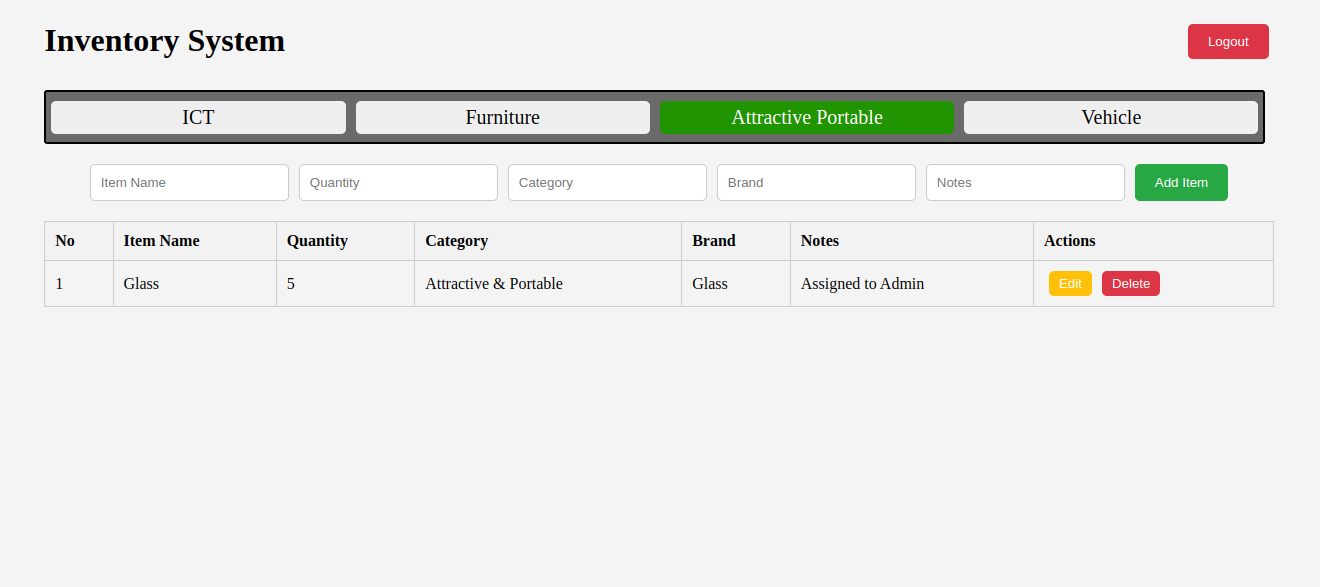 Inventory System
Logout
ICT Furniture Attractive Portable Vehicle
Item Name Quantity Category Brand Notes Add Item
No Item Name Quantity Category Brand Notes Actions
1 Glass 5 Attractive & Portable Glass Assigned to Admin Edit Delete